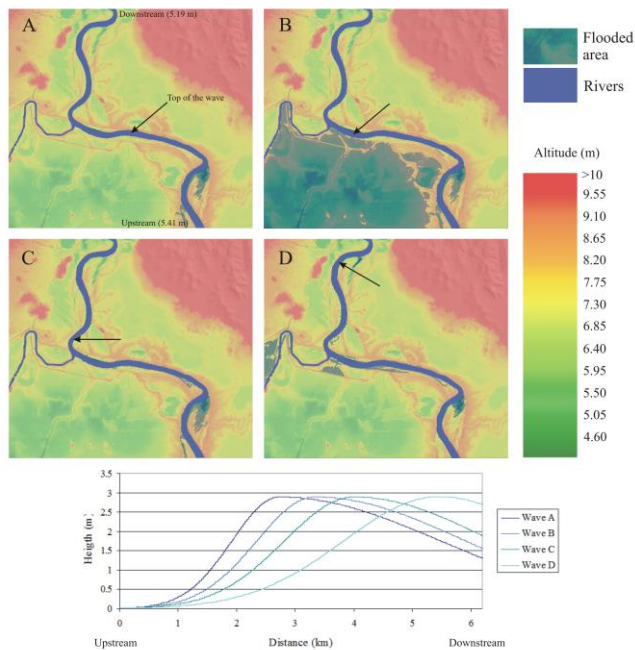 A
Downstream (5.19 m)
Top of the wave
Upstream (5.41 m)
B
Flooded
area
Rivers
C
D
Altitude (m)
>10
9.55
9.10
8.65
8.20
7.75
7.30
6.85
6.40
5.95
5.50
5.05
4.60
Heigth (m)
3.5
3
2.5
2
1.5
1
0.5
0
0
1
2
3
4
5
6
Upstream
Distance (km)
Downstream
Wave A
Wave B
Wave C
Wave D